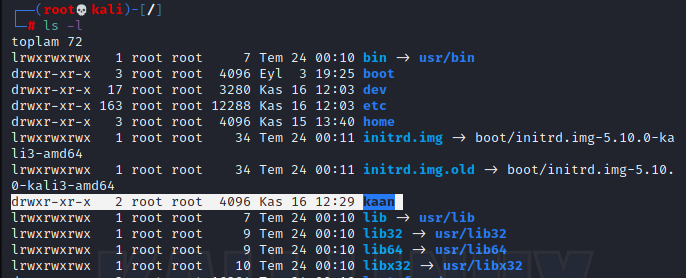 ┌──(root💀kali)-[/]
└─# ls -l
toplam 72
lrwxrwxrwx   1 root root     7 Tem 24 00:10 bin -> usr/bin
drwxr-xr-x   3 root root  4096 Eyl  3 19:25 boot
drwxr-xr-x  17 root root  3280 Kas 16 12:03 dev
drwxr-xr-x 163 root root 12288 Kas 16 12:03 etc
drwxr-xr-x   3 root root  4096 Kas 15 13:40 home
lrwxrwxrwx   1 root root    34 Tem 24 00:11 initrd.img -> boot/initrd.img-5.10.0-ka
li3-amd64
lrwxrwxrwx   1 root root    34 Tem 24 00:11 initrd.img.old -> boot/initrd.img-5.10.
0-kali3-amd64
drwxr-xr-x   2 root root  4096 Kas 16 12:29 kaan
lrwxrwxrwx   1 root root     7 Tem 24 00:10 lib -> usr/lib
lrwxrwxrwx   1 root root     9 Tem 24 00:10 lib32 -> usr/lib32
lrwxrwxrwx   1 root root     9 Tem 24 00:10 lib64 -> usr/lib64
lrwxrwxrwx   1 root root    10 Tem 24 00:10 libx32 -> usr/libx32